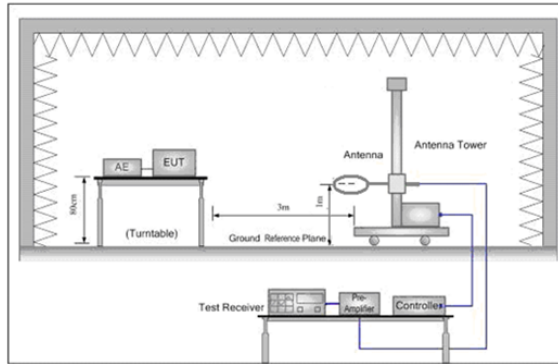 Antenna Tower
Antenna
AE
EUT
80cm
(Turntable)
3m
1m
Ground Reference Plane
Test Receiver
Pre-
Amplifier
Controller